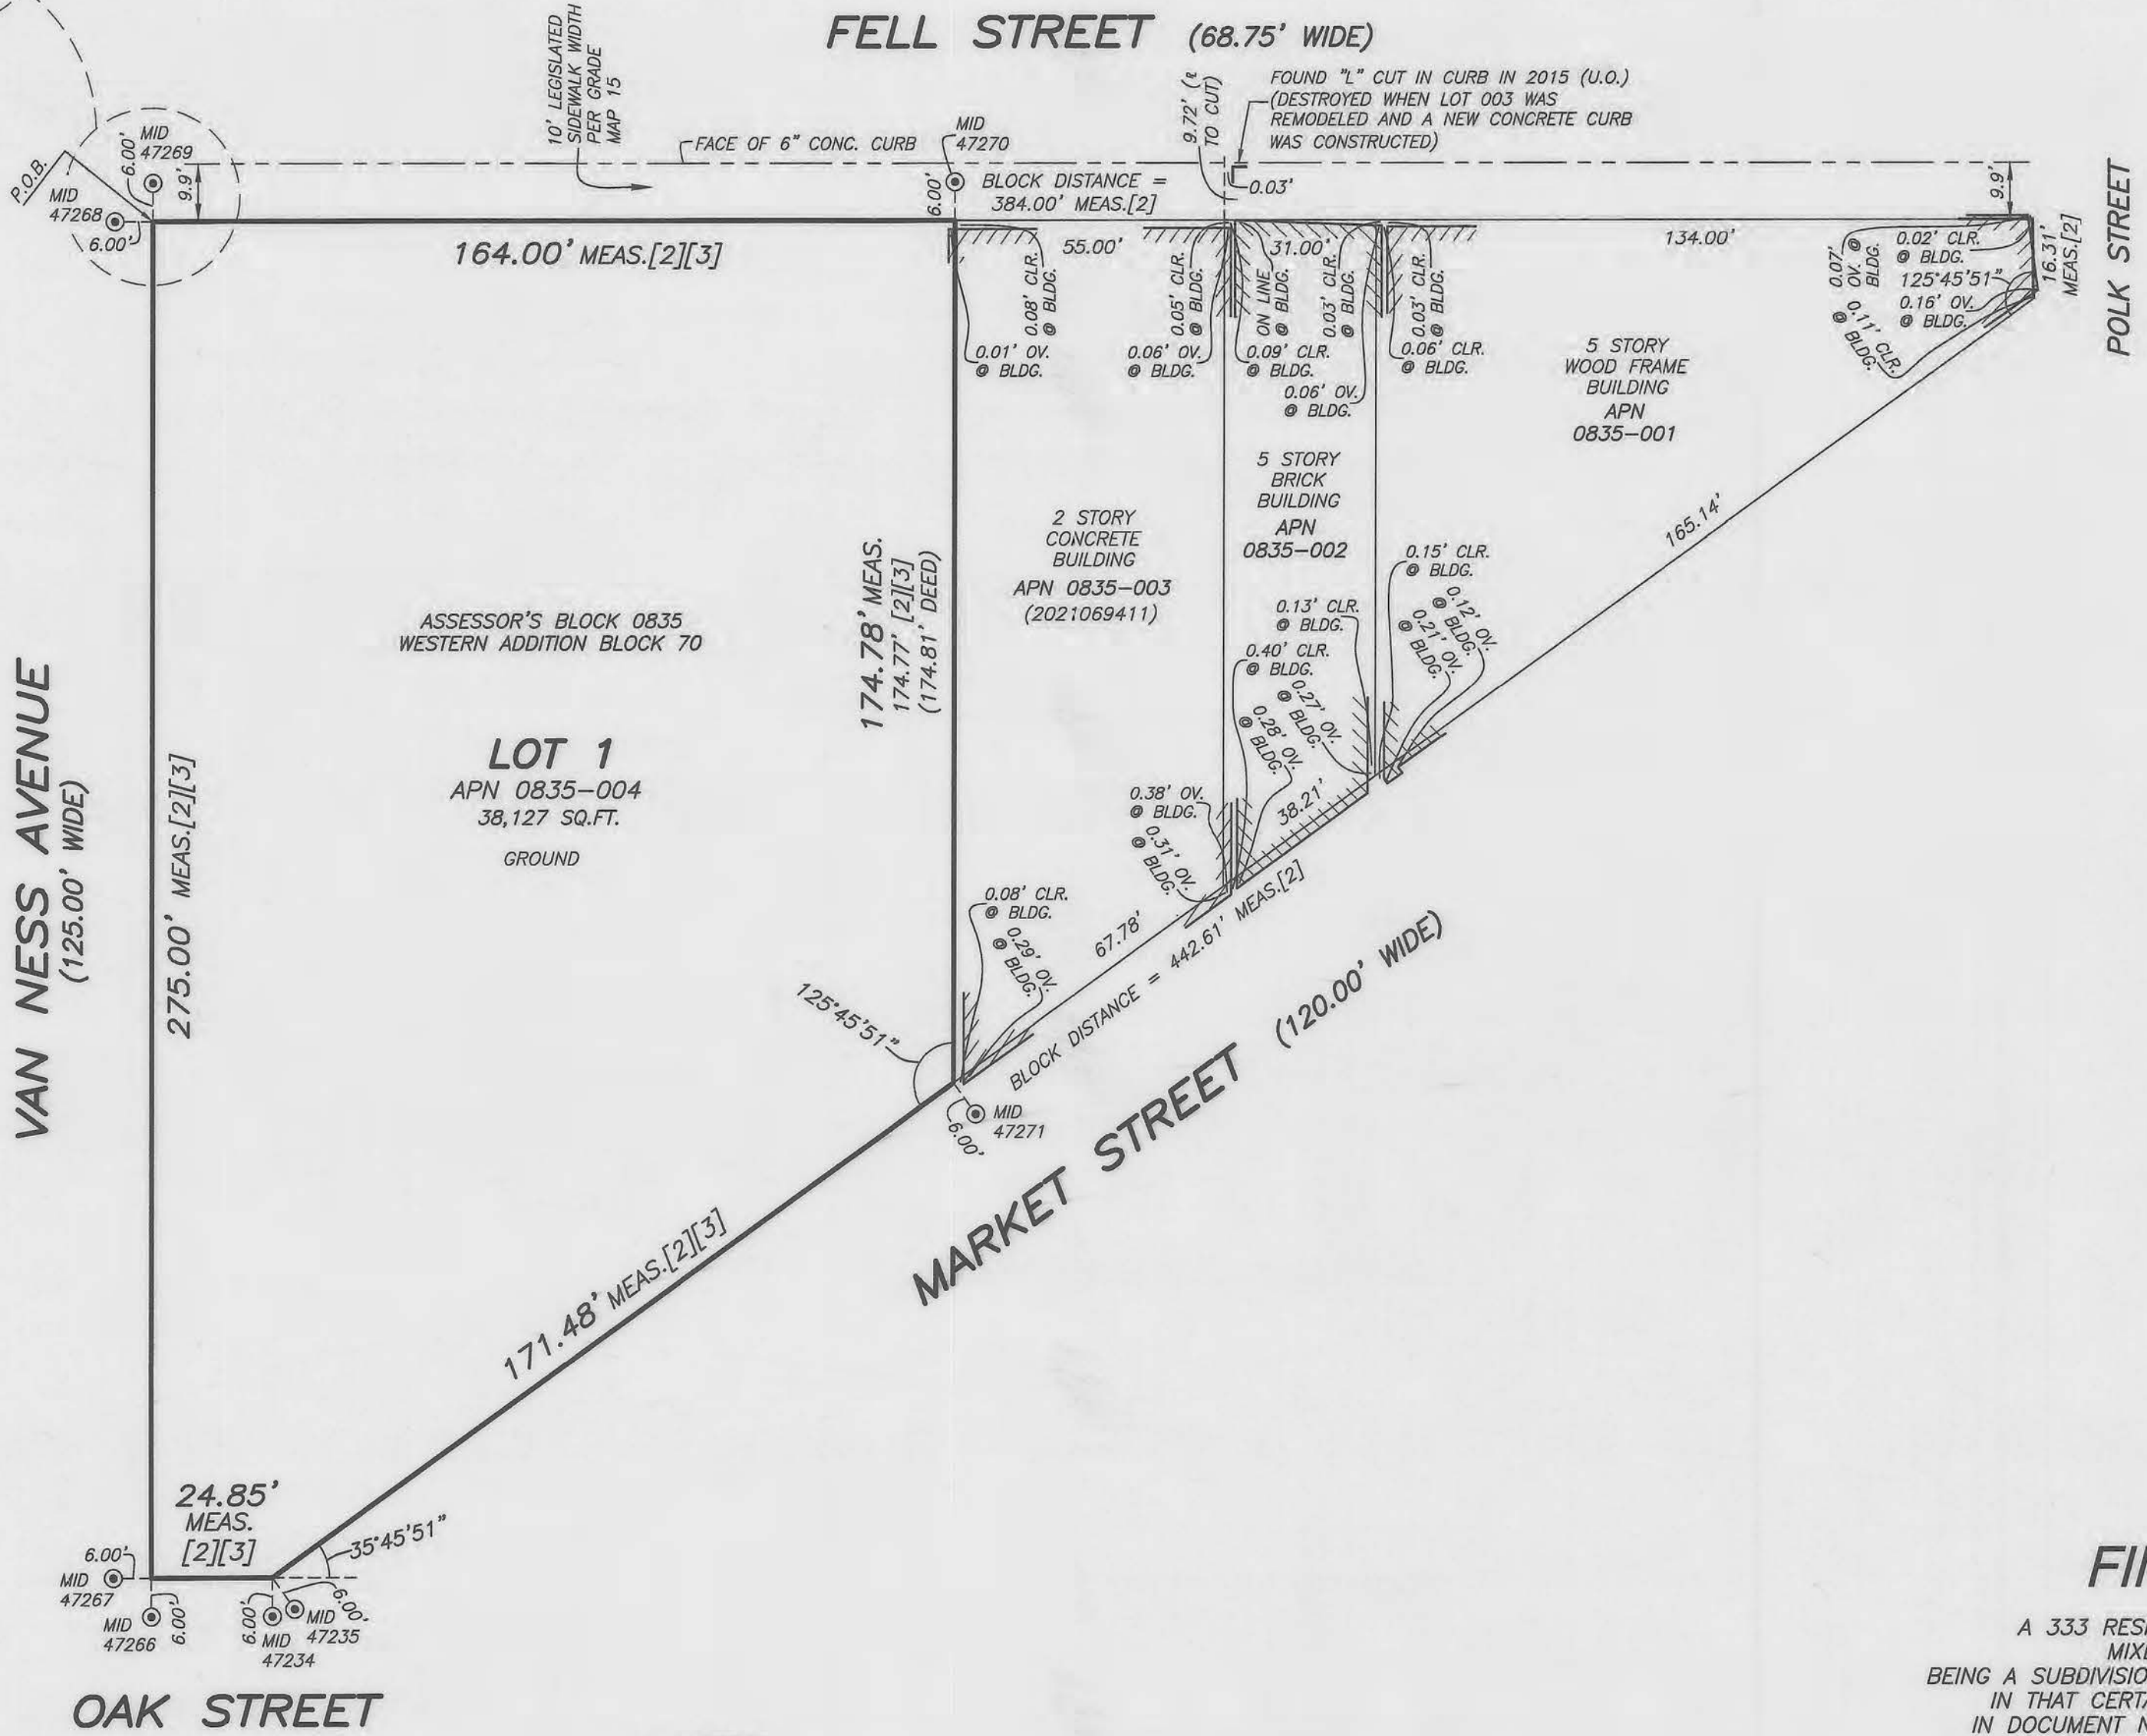 FELL STREET (68.75' WIDE)
10' LEGISLATED
SIDEWALK WIDTH
PER GRADE
MAP 15
FOUND "L" CUT IN CURB IN 2015 (U.O.)
(DESTROYED WHEN LOT 003 WAS
REMODELED AND A NEW CONCRETE CURB
WAS CONSTRUCTED)
9.72' (℄
TO CUT)
P.O.B.
6.00'
MID
47269
9.9'
MID
47268
6.00'
FACE OF 6" CONC. CURB
MID
47270
6.00'
BLOCK DISTANCE =
384.00' MEAS.[2]
0.03'
9.9'
POLK STREET
164.00' MEAS.[2][3]
55.00'
31.00'
134.00'
16.31'
MEAS.[2]
0.08' CLR.
@ BLDG.
0.01' OV.
@ BLDG.
0.05' CLR.
@ BLDG.
0.06' OV.
@ BLDG.
ON LINE
@ BLDG.
0.09' CLR.
@ BLDG.
0.03' CLR.
@ BLDG.
0.06' OV.
@ BLDG.
0.03' CLR.
@ BLDG.
0.06' CLR.
@ BLDG.
0.07'
OV. @
BLDG.
0.02' CLR.
@ BLDG.
125°45'51"
0.16' OV.
@ BLDG.
0.11' CLR.
@ BLDG.
5 STORY
WOOD FRAME
BUILDING
APN
0835-001
5 STORY
BRICK
BUILDING
APN
0835-002
2 STORY
CONCRETE
BUILDING
APN 0835-003
(2021069411)
165.14'
174.78' MEAS.
174.77' [2][3]
(174.81' DEED)
ASSESSOR'S BLOCK 0835
WESTERN ADDITION BLOCK 70
LOT 1
APN 0835-004
38,127 SQ.FT.
GROUND
VAN NESS AVENUE
(125.00' WIDE)
275.00' MEAS.[2][3]
0.15' CLR.
@ BLDG.
0.12' OV.
@ BLDG.
0.21' OV.
@ BLDG.
0.13' CLR.
@ BLDG.
0.40' CLR.
@ BLDG.
0.27' OV.
@ BLDG.
0.28' OV.
@ BLDG.
38.21'
0.38' OV.
@ BLDG.
0.31' OV.
@ BLDG.
0.08' CLR.
@ BLDG.
0.29' OV.
@ BLDG.
67.78'
BLOCK DISTANCE = 442.61' MEAS.[2]
MARKET STREET (120.00' WIDE)
125°45'51"
6.00'
MID
47271
171.48' MEAS.[2][3]
24.85'
MEAS.
[2][3]
35°45'51"
6.00'
MID
47267
MID
47266
6.00'
6.00'
MID
47234
MID
47235
6.00'
OAK STREET
FI
A 333 RES
MIX
BEING A SUBDIVISIO
IN THAT CERT
IN DOCUMENT